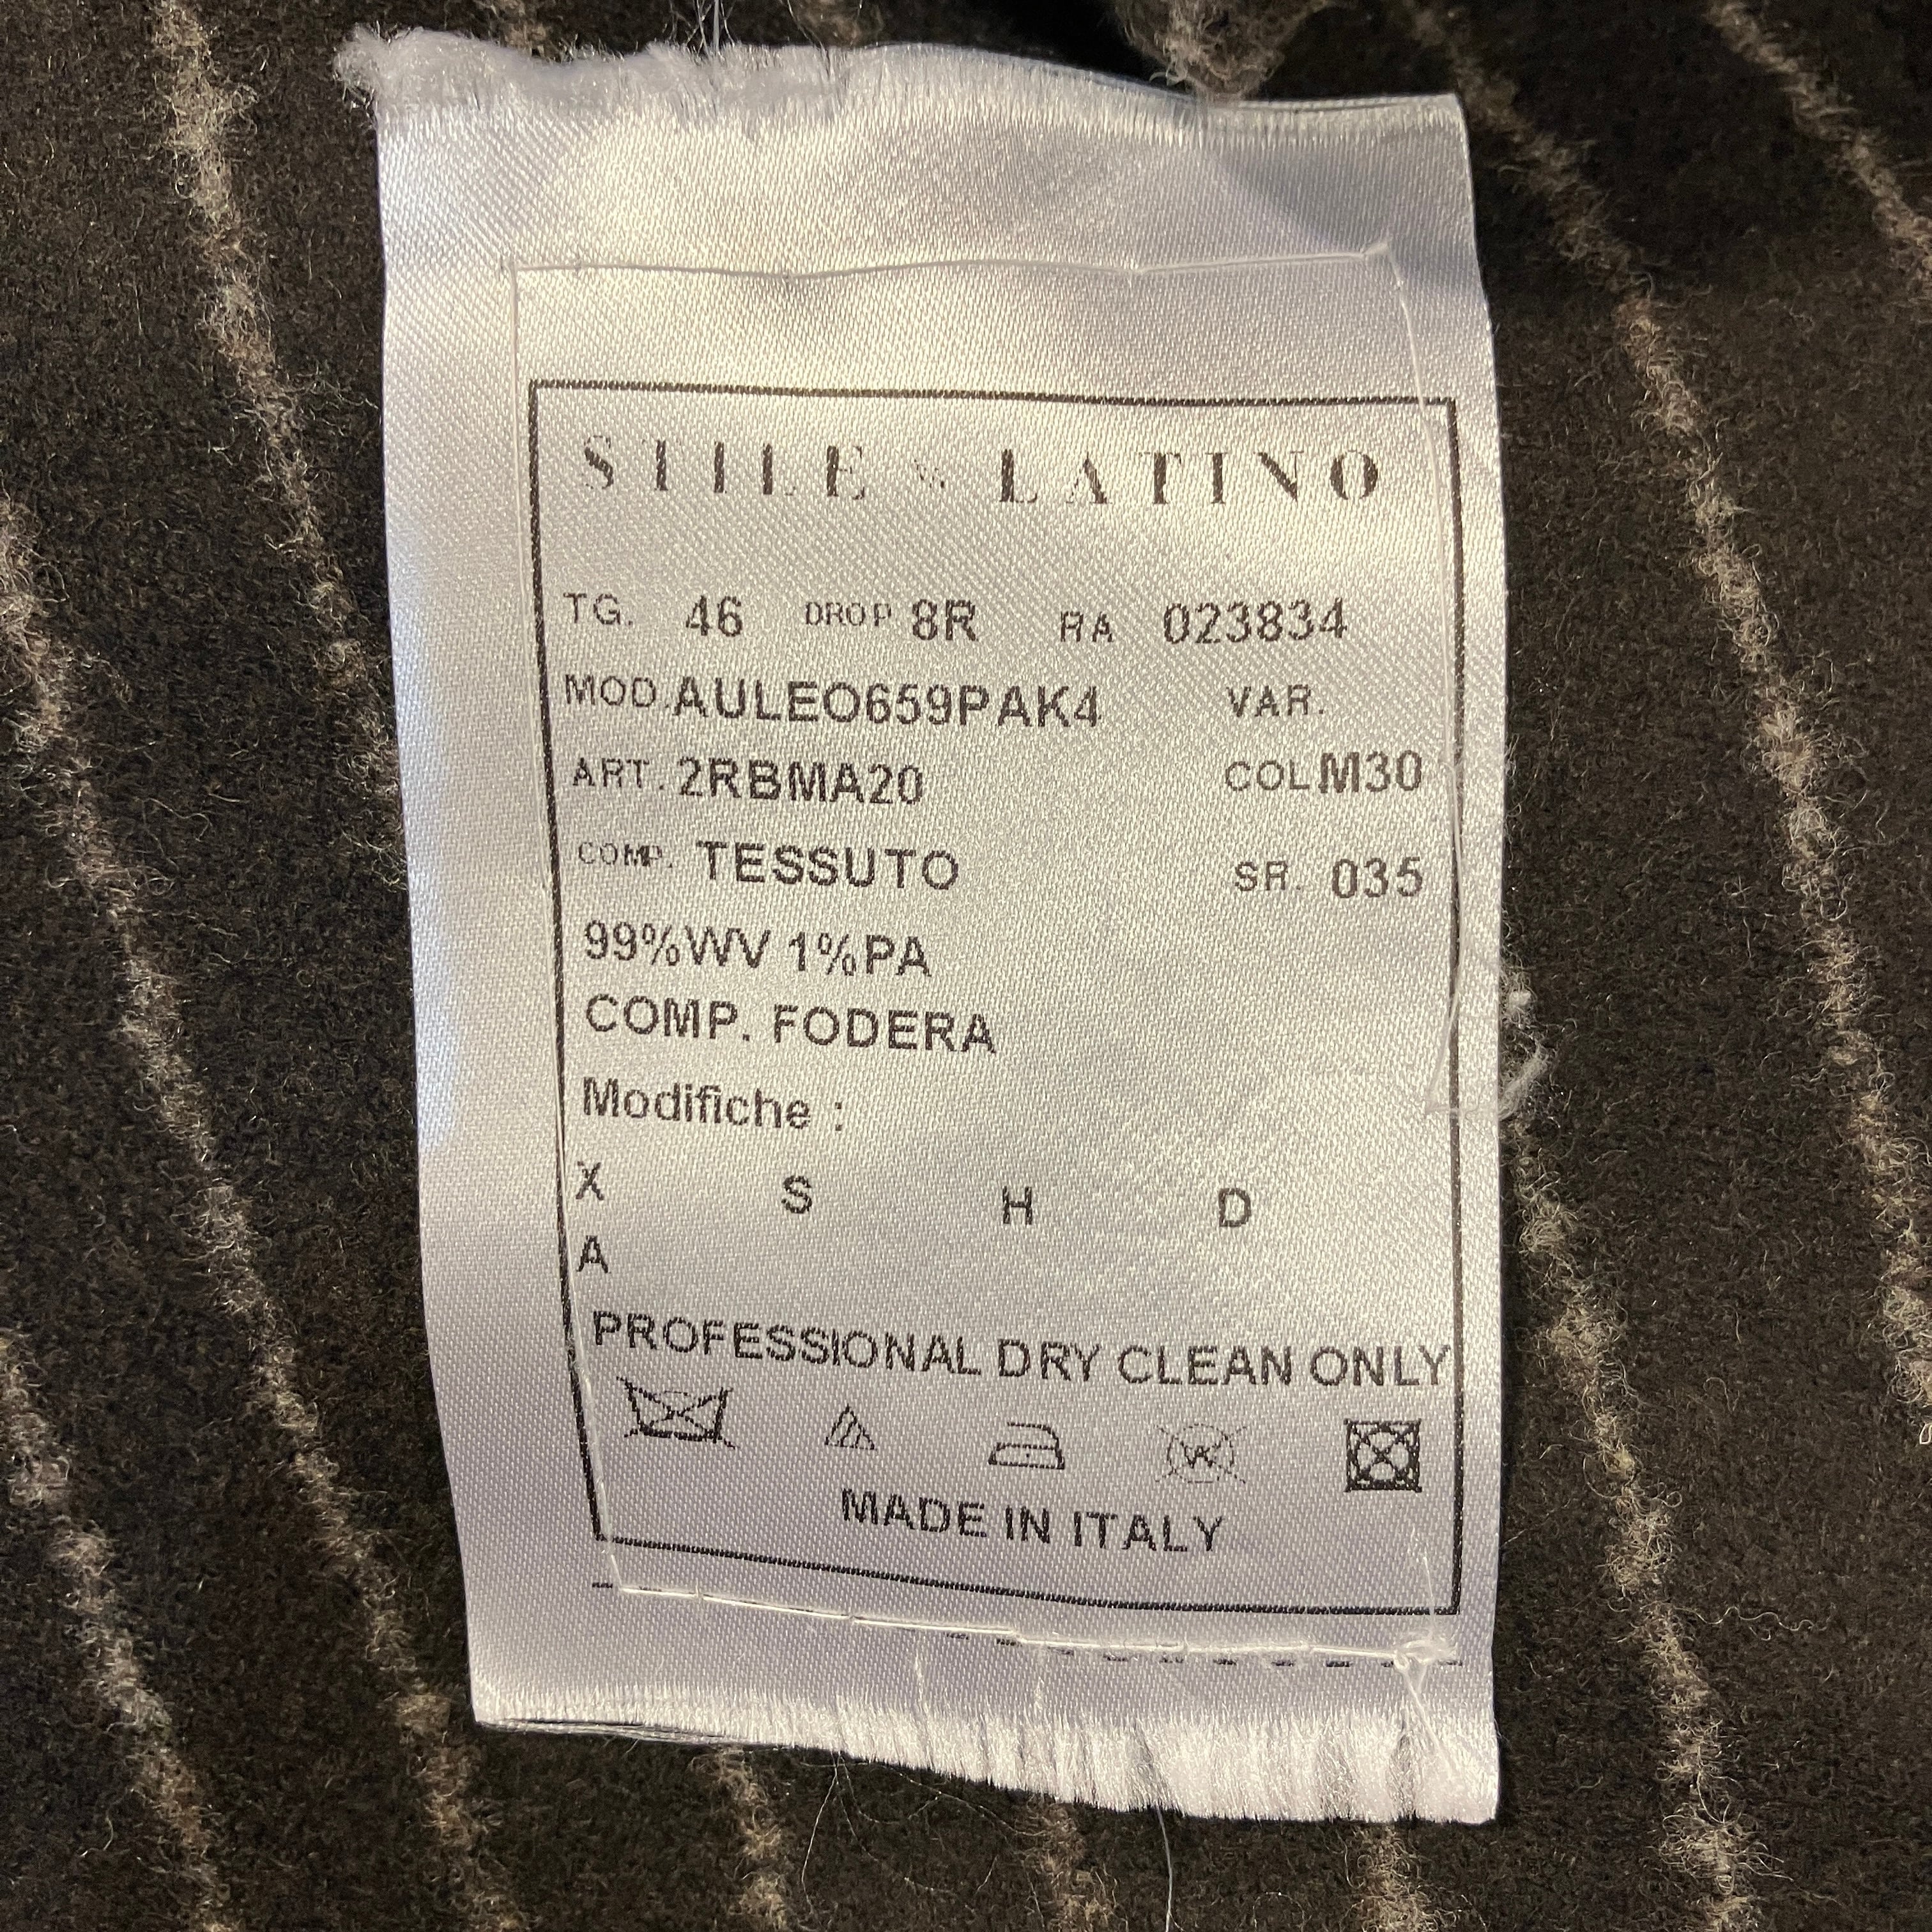 STILE LATINO
TG. 46 DROP 8R RA 023834
MOD. AULEO659PAK4 VAR.
ART. 2RBMA20 COL M30
COMP. TESSUTO SR. 035
99%WV 1%PA
COMP. FODERA
Modifiche :
X S H D
A
PROFESSIONAL DRY CLEAN ONLY
MADE IN ITALY